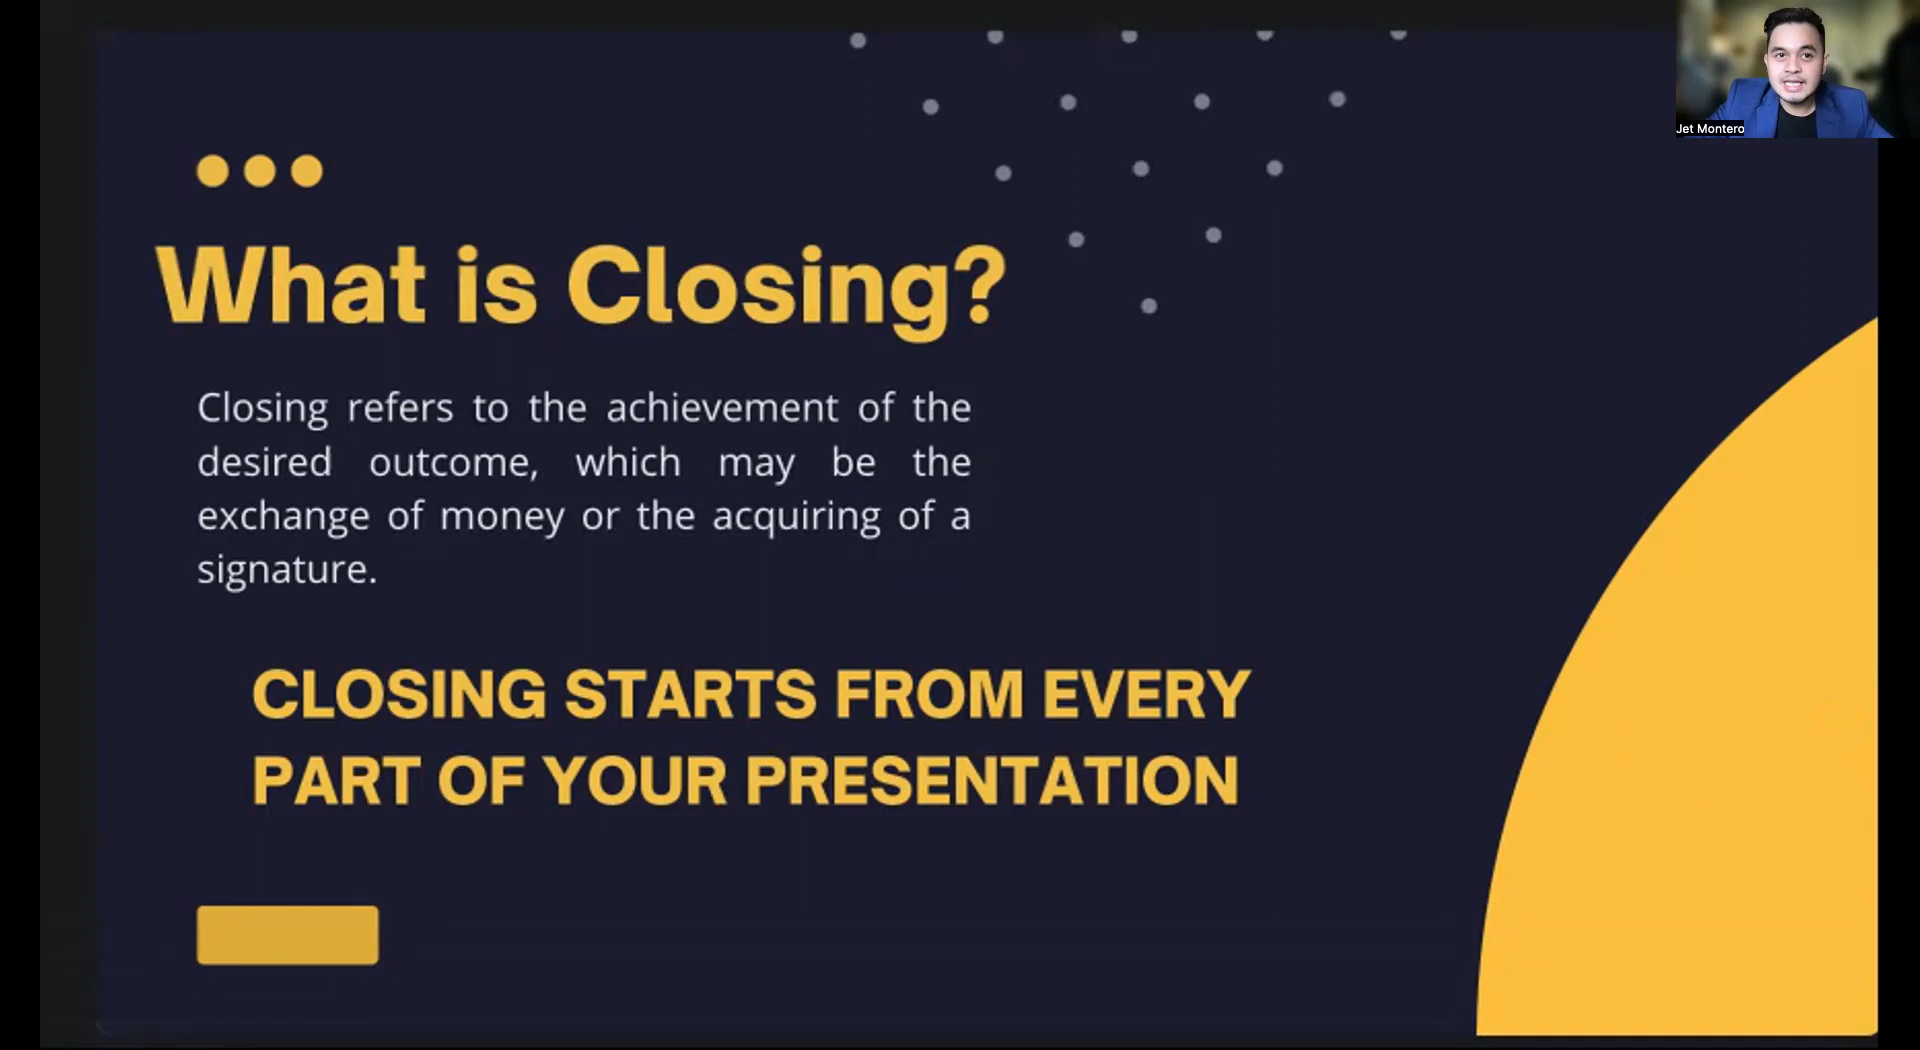 Jet Montero
What is Closing?
Closing refers to the achievement of the
desired outcome, which may be the
exchange of money or the acquiring of a
signature.
CLOSING STARTS FROM EVERY
PART OF YOUR PRESENTATION